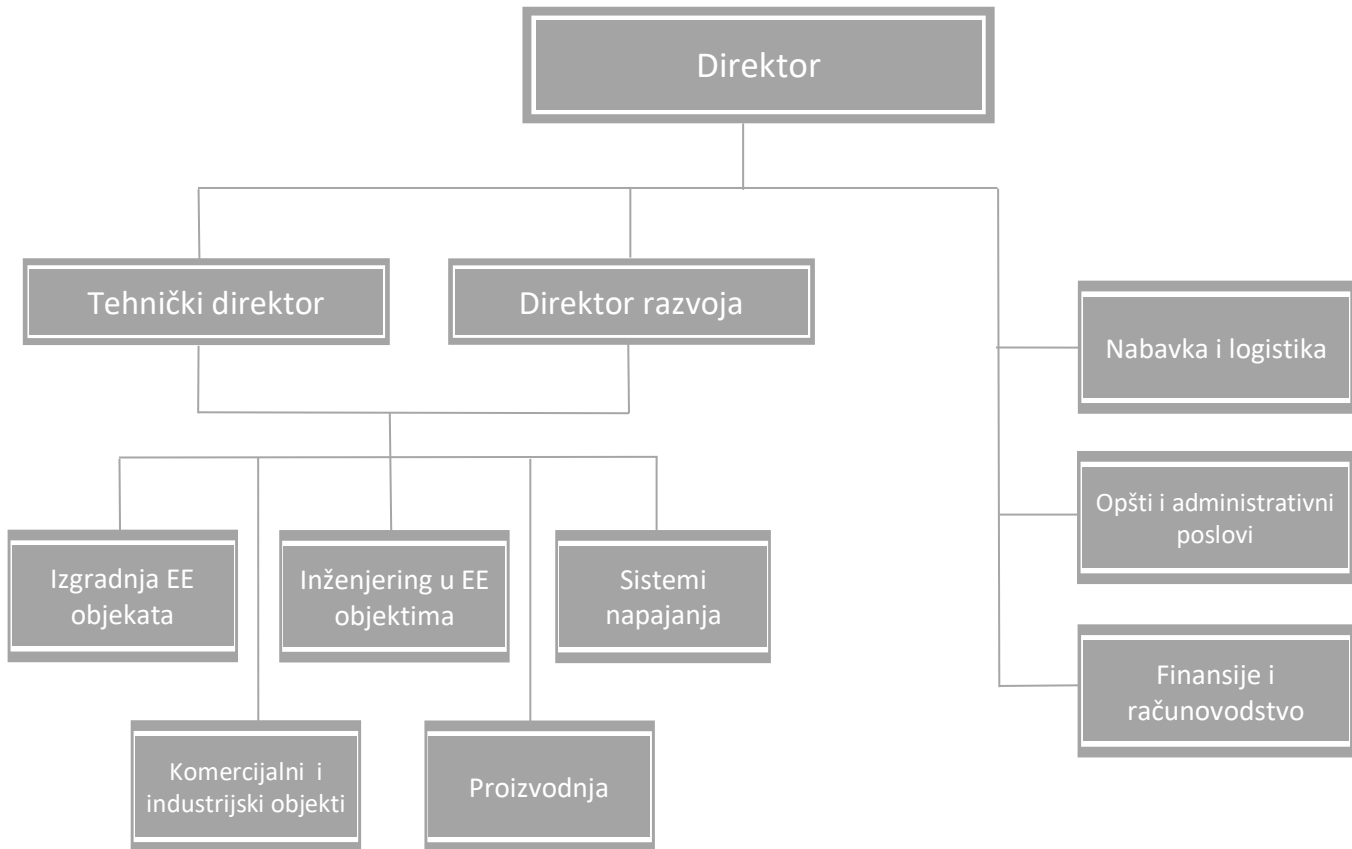 Direktor
Tehnički direktor
Direktor razvoja
Nabavka i logistika
Opšti i administrativni
poslovi
Finansije i
računovodstvo
Izgradnja EE
objekata
Inženjering u EE
objektima
Sistemi
napajanja
Komercijalni i
industrijski objekti
Proizvodnja